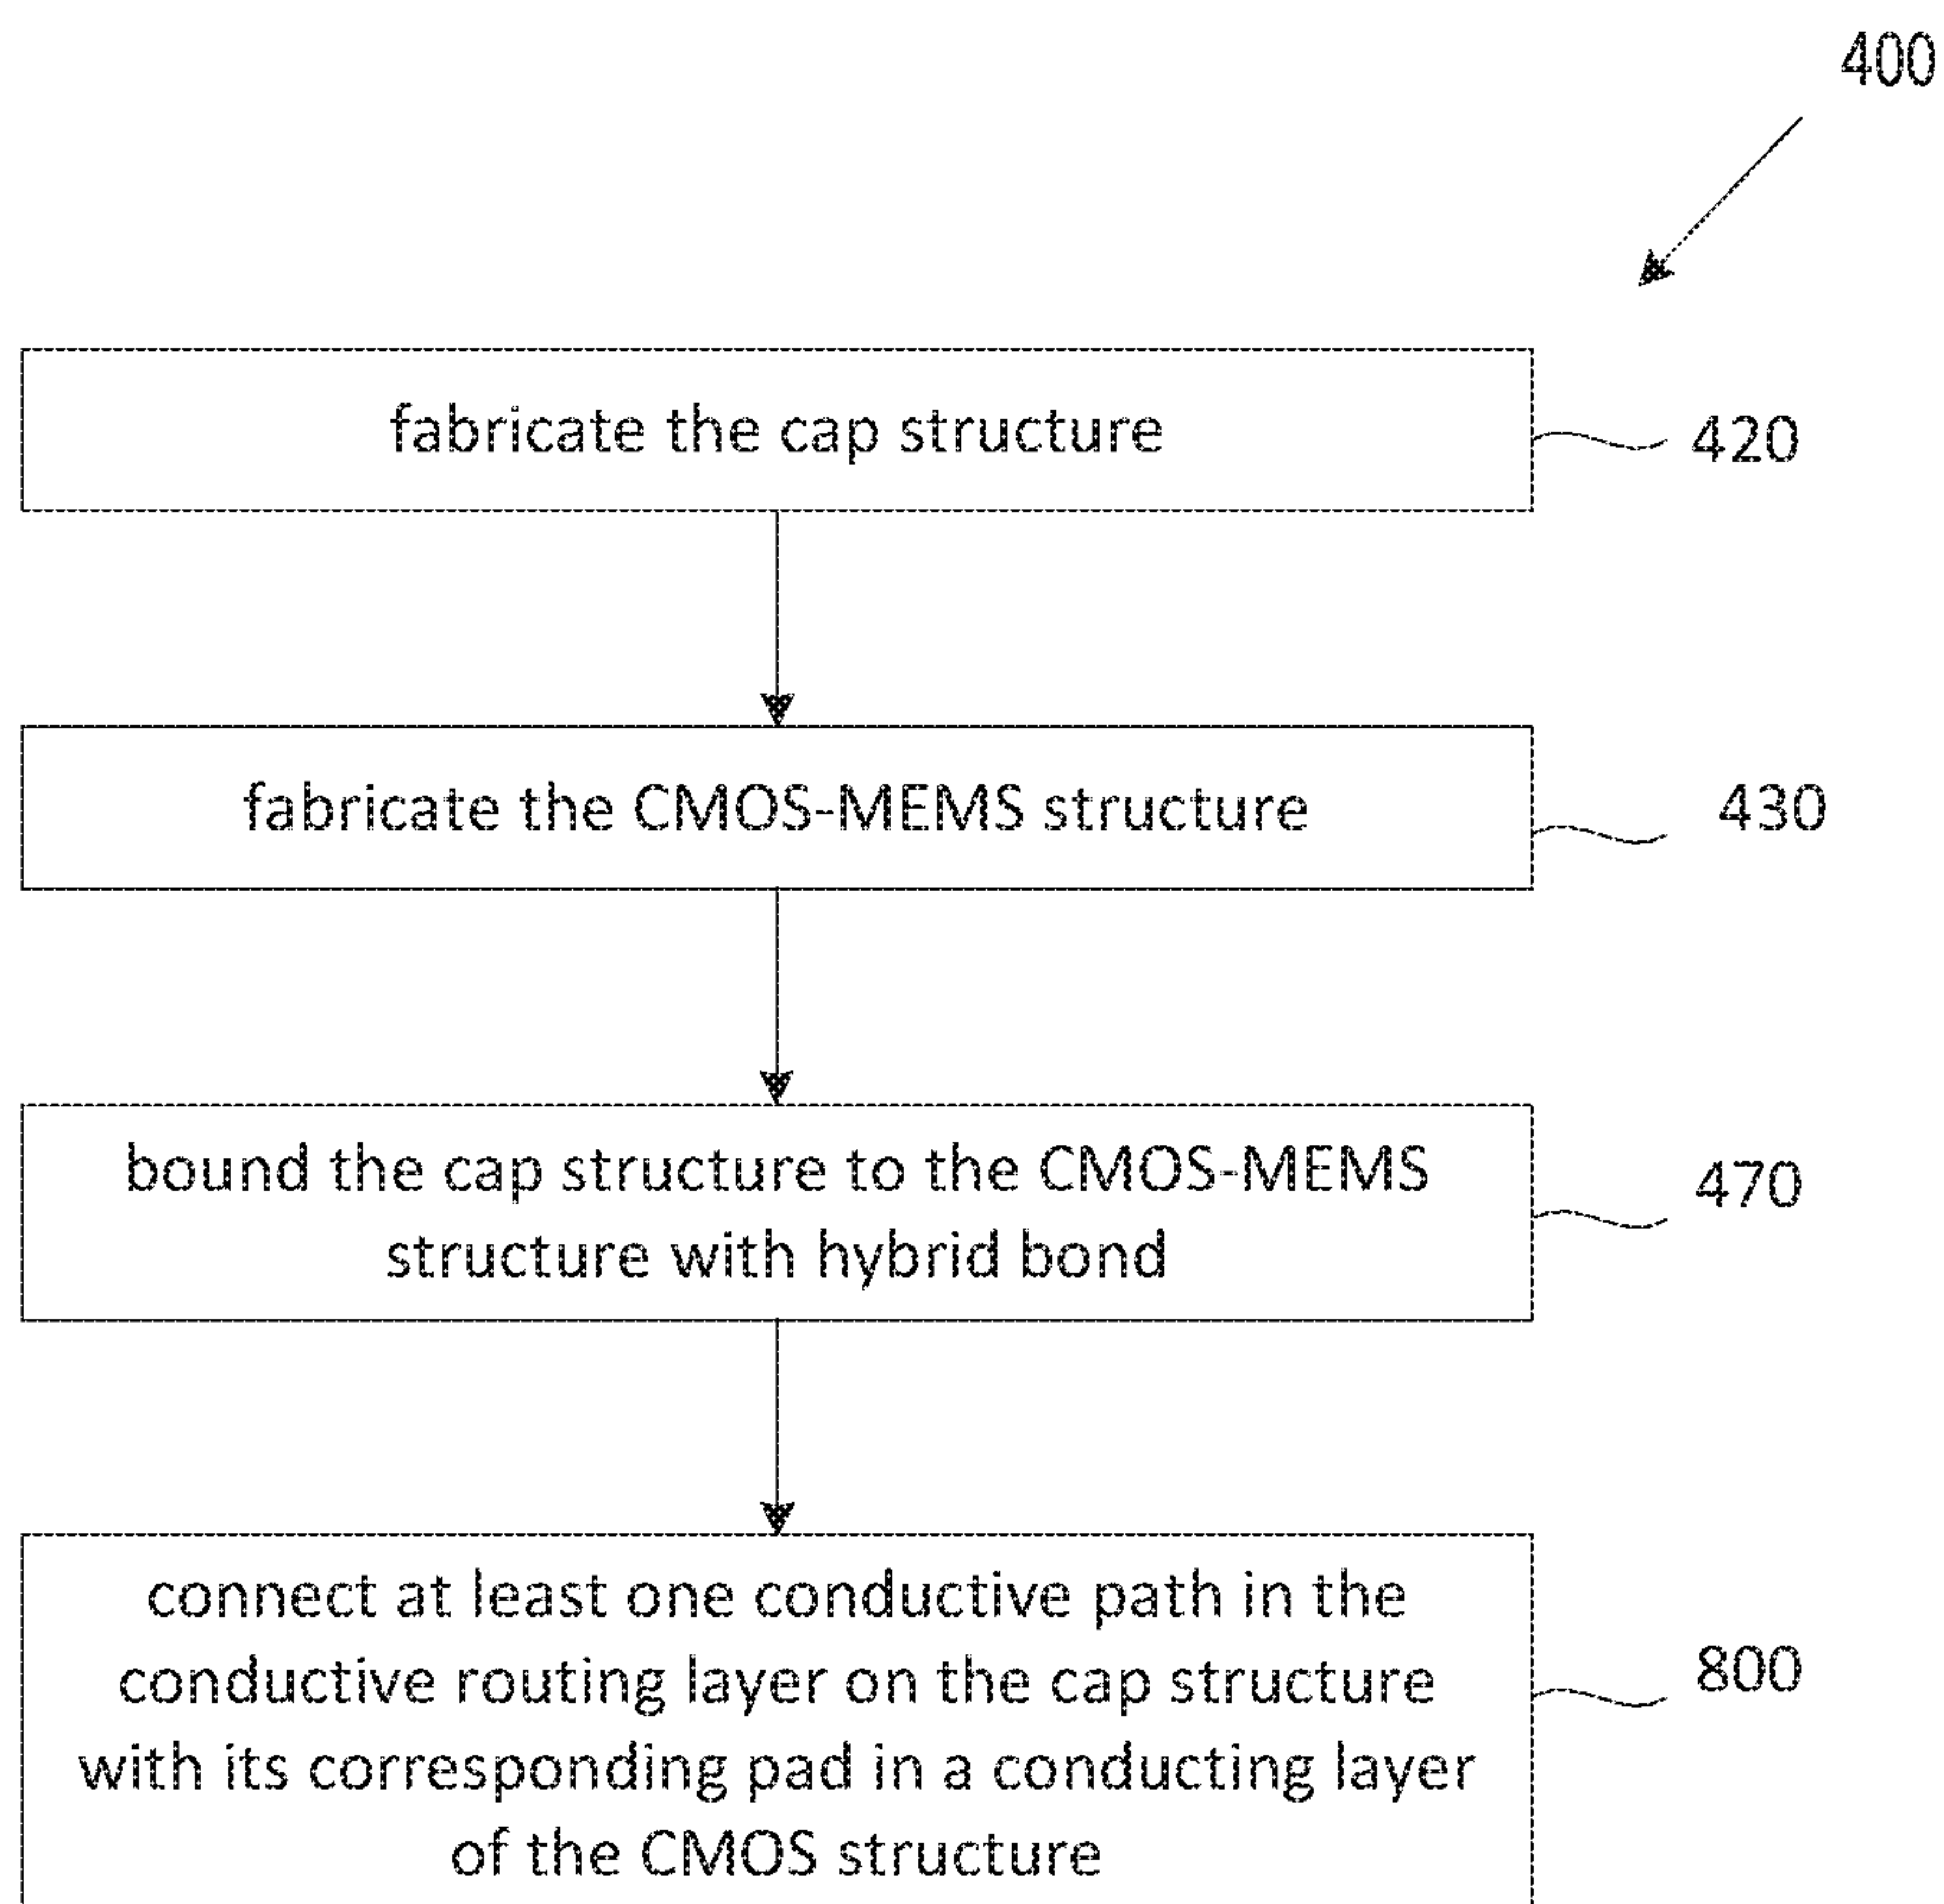 400
fabricate the cap structure
420
fabricate the CMOS-MEMS structure
430
bound the cap structure to the CMOS-MEMS
structure with hybrid bond
470
connect at least one conductive path in the
conductive routing layer on the cap structure
with its corresponding pad in a conducting layer
of the CMOS structure
800